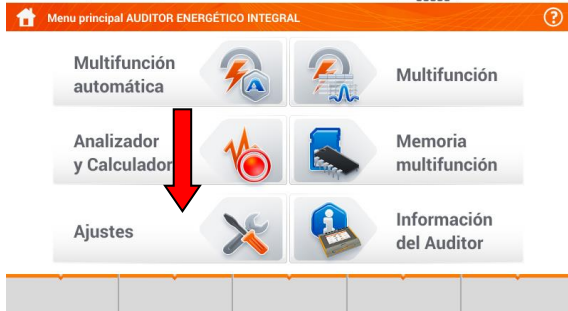 Menu principal AUDITOR ENERGÉTICO INTEGRAL
?
Multifunción
automática
A
Multifunción
Analizador
y Calculador
Memoria
multifunción
Ajustes
Información
del Auditor